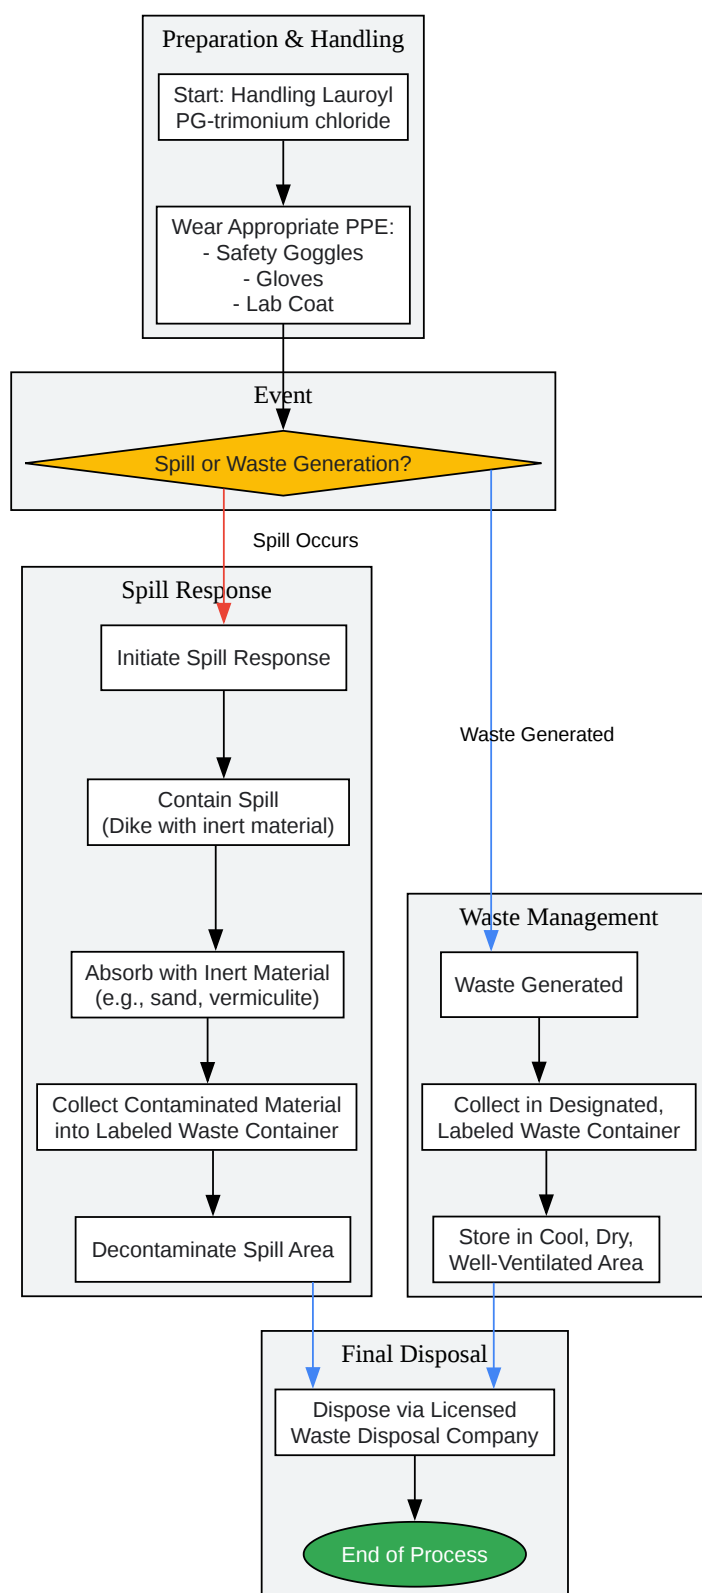 Preparation & Handling
Start: Handling Lauroyl
PG-trimonium chloride
Wear Appropriate PPE:
- Safety Goggles
- Gloves
- Lab Coat
Event
Spill or Waste Generation?
Spill Occurs
Spill Response
Initiate Spill Response
Contain Spill
(Dike with inert material)
Absorb with Inert Material
(e.g., sand, vermiculite)
Collect Contaminated Material
into Labeled Waste Container
Decontaminate Spill Area
Waste Generated
Waste Management
Waste Generated
Collect in Designated,
Labeled Waste Container
Store in Cool, Dry,
Well-Ventilated Area
Final Disposal
Dispose via Licensed
Waste Disposal Company
End of Process